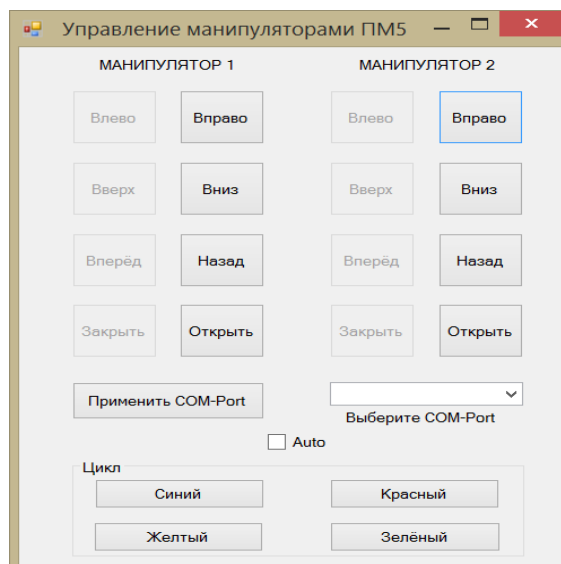 Управление манипуляторами ПМ5
МАНИПУЛЯТОР 1 МАНИПУЛЯТОР 2
Влево Вправо Влево Вправо
Вверх Вниз Вверх Вниз
Вперёд Назад Вперёд Назад
Закрыть Открыть Закрыть Открыть
Применить COM-Port
Выберите COM-Port
Auto
Цикл
Синий Красный
Желтый Зелёный